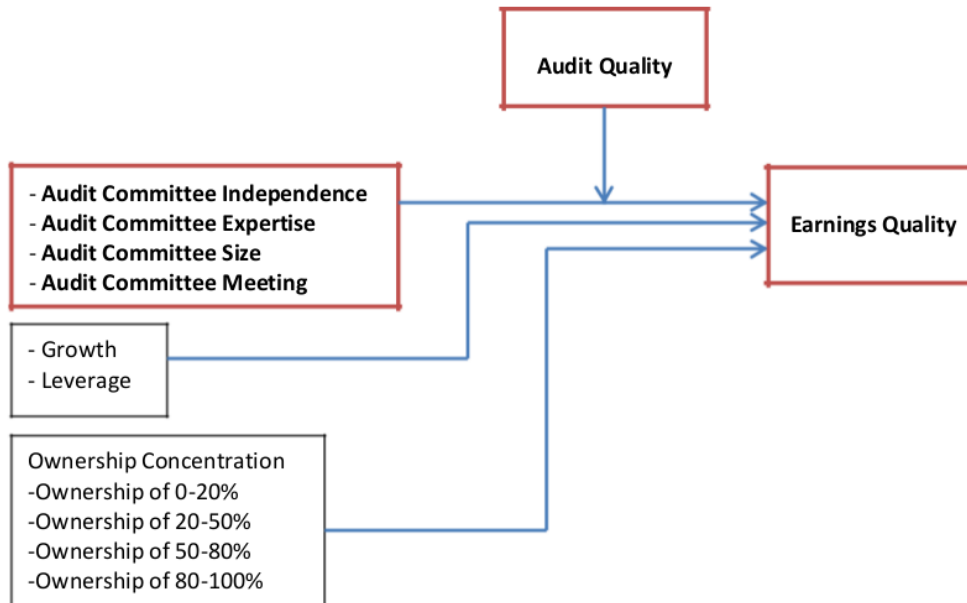 Audit Quality
- Audit Committee Independence
- Audit Committee Expertise
- Audit Committee Size
- Audit Committee Meeting
Earnings Quality
- Growth
- Leverage
Ownership Concentration
-Ownership of 0-20%
-Ownership of 20-50%
-Ownership of 50-80%
-Ownership of 80-100%